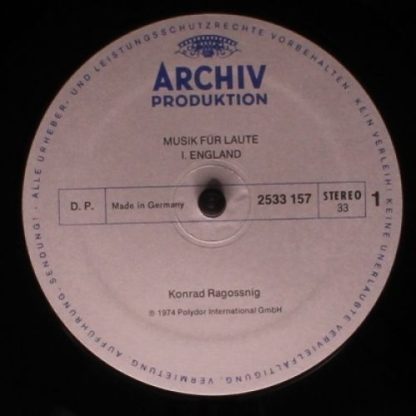 ARCHIV
PRODUKTION
MUSIK FÜR LAUTE
I. ENGLAND
D. P.
Made in Germany
2533 157
STEREO
33
1
Konrad Ragossnig
℗ 1974 Polydor International GmbH
· ALLE URHEBER- UND LEISTUNGSSCHUTZRECHTE VORBEHALTEN. KEIN VERLEIH! KEINE UNERLAUBTE VERVIELFÄLTIGUNG, VERMIETUNG, AUFFÜHRUNG, SENDUNG!